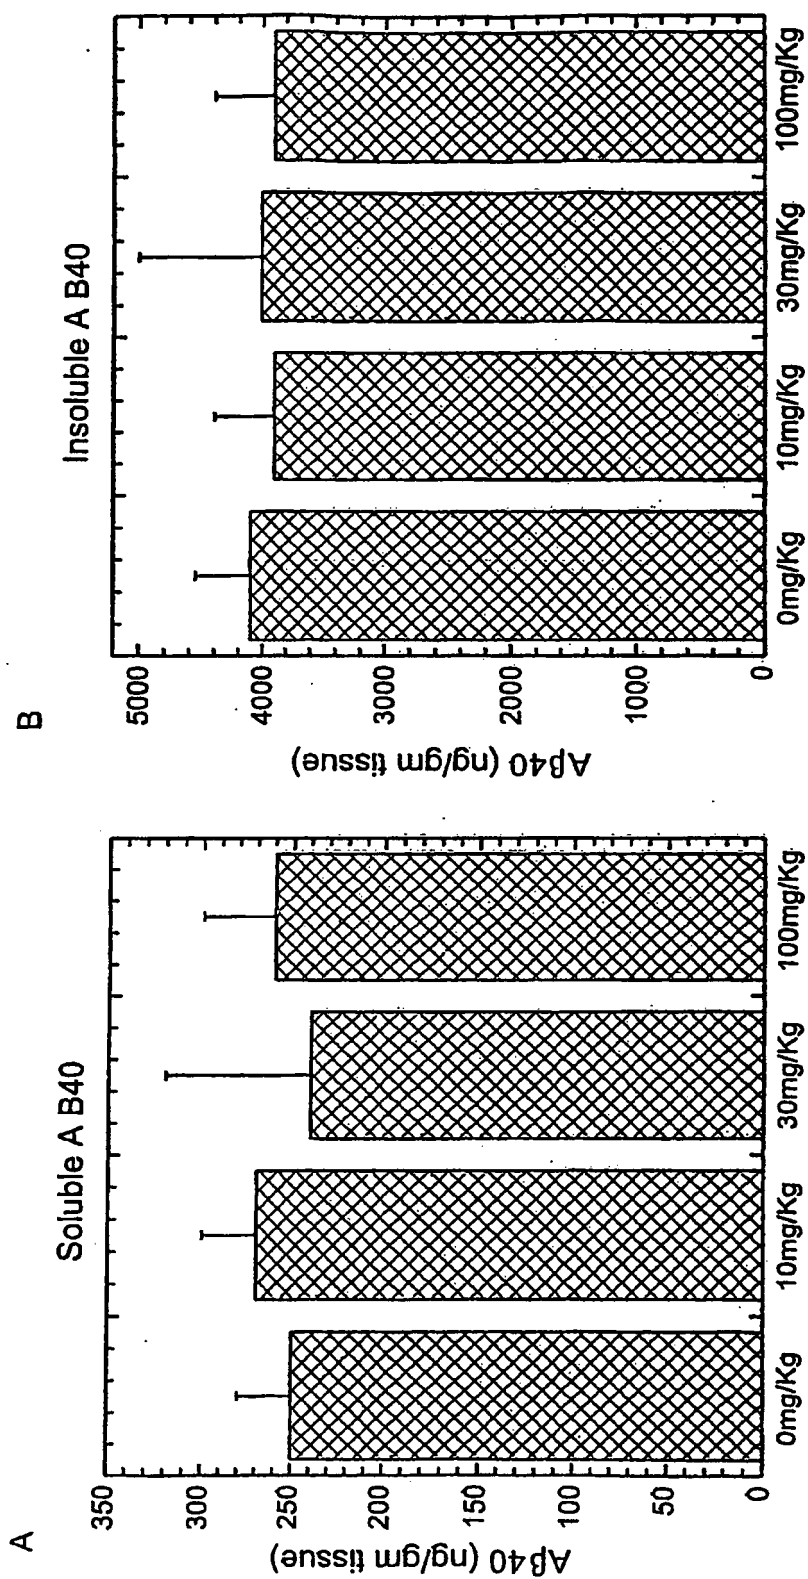 A
Soluble A B40
Aβ40 (ng/gm tissue)
350
300
250
200
150
100
50
0
0mg/Kg
10mg/Kg
30mg/Kg
100mg/Kg
B
Insoluble A B40
Aβ40 (ng/gm tissue)
5000
4000
3000
2000
1000
0
0mg/Kg
10mg/Kg
30mg/Kg
100mg/Kg